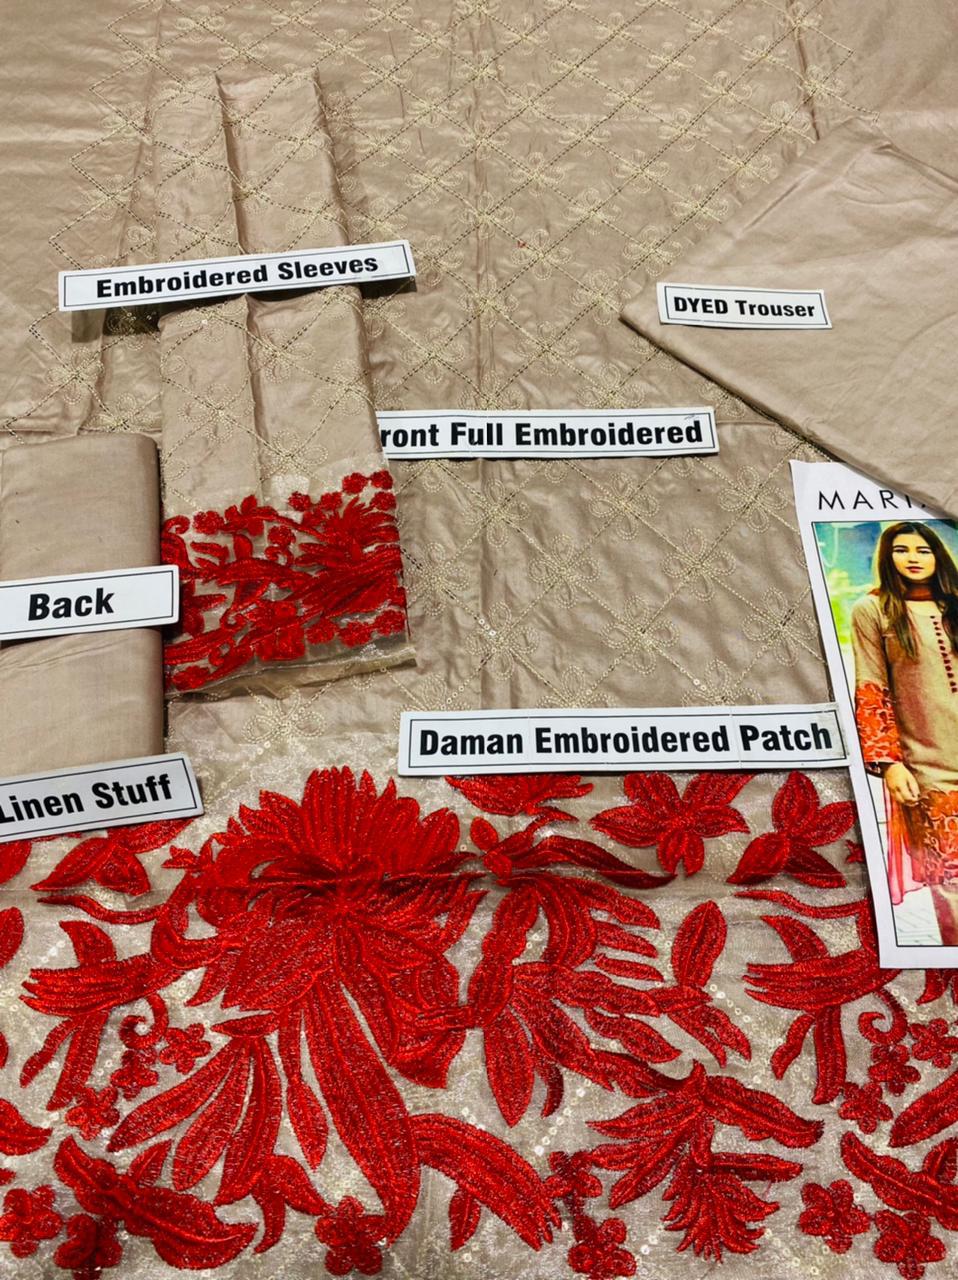 Embroidered Sleeves
DYED Trouser
ront Full Embroidered
MARI
Back
Daman Embroidered Patch
Linen Stuff